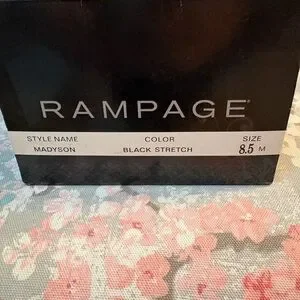 RAMPAGE®
STYLE NAME COLOR SIZE
MADYSON BLACK STRETCH 8.5 M